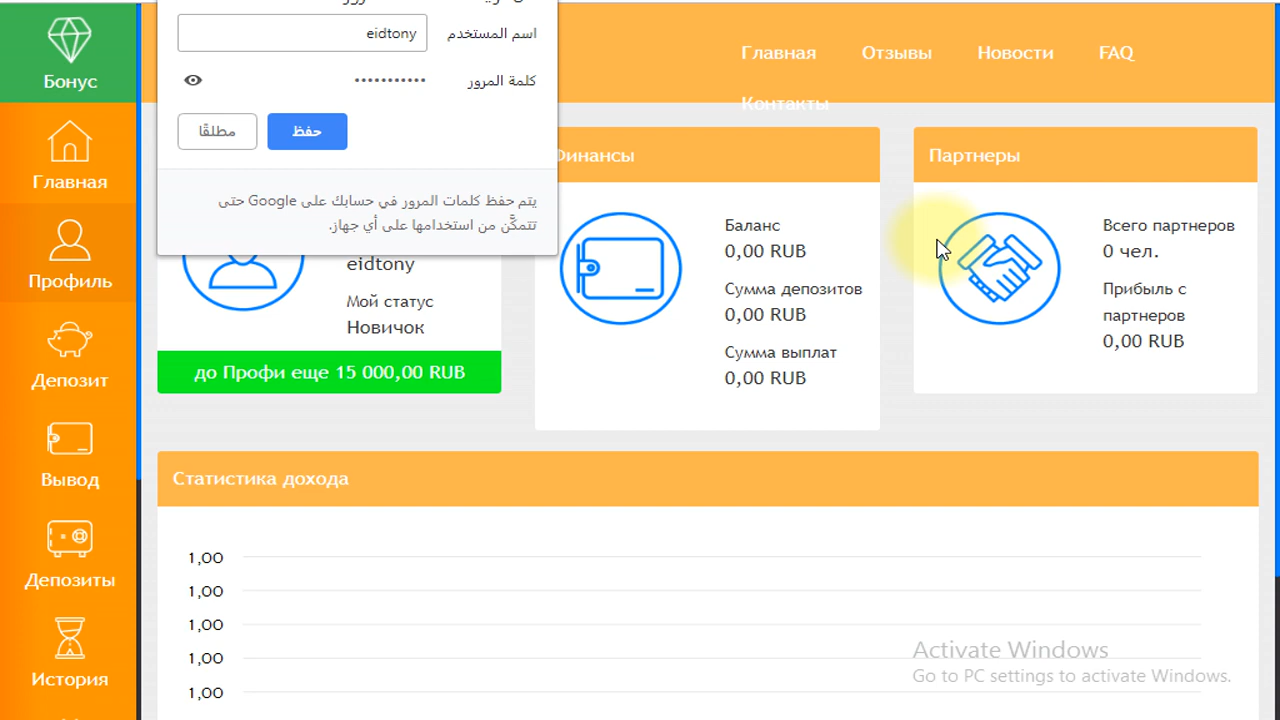 Бонус
Главная
Профиль
Депозит
Вывод
Депозиты
История
اسم المستخدم
eidtony
كلمة المرور
•••••••••••
حفظ
مطلقًا
يتم حفظ كلمات المرور في حسابك على Google حتى
تتمكَّن من استخدامها على أي جهاز.
Главная Отзывы Новости FAQ
Контакты
eidtony
Мой статус
Новичок
до Профи еще 15 000,00 RUB
Финансы
Баланс
0,00 RUB
Сумма депозитов
0,00 RUB
Сумма выплат
0,00 RUB
Партнеры
Всего партнеров
0 чел.
Прибыль с
партнеров
0,00 RUB
Статистика дохода
1,00
1,00
1,00
1,00
1,00
Activate Windows
Go to PC settings to activate Windows.